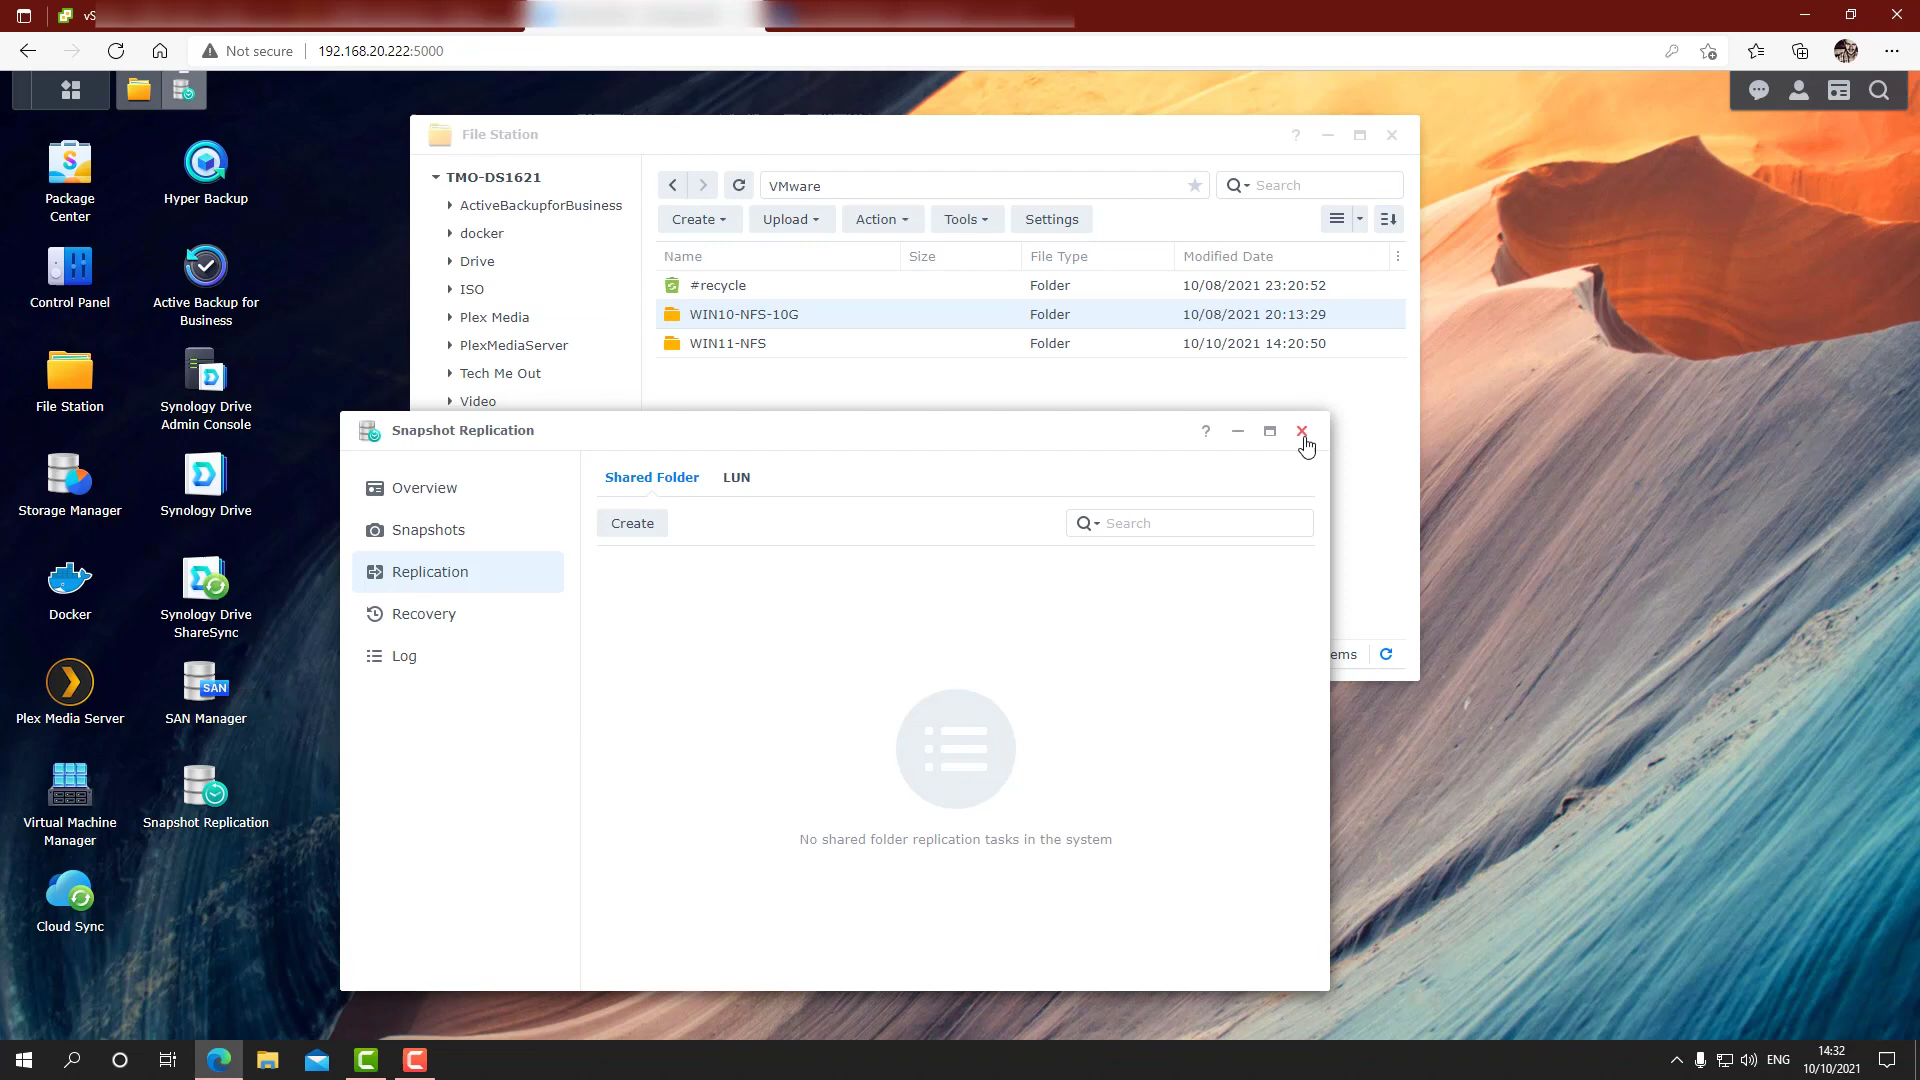 vS
Not secure
192.168.20.222:5000
Package
Center
Hyper Backup
Control Panel
Active Backup for
Business
File Station
Synology Drive
Admin Console
Storage Manager
Synology Drive
Docker
Synology Drive
ShareSync
Plex Media Server
SAN
SAN Manager
Virtual Machine
Manager
Snapshot Replication
Cloud Sync
File Station
TMO-DS1621
ActiveBackupforBusiness
docker
Drive
ISO
Plex Media
PlexMediaServer
Tech Me Out
Video
VMware
Search
Create
Upload
Action
Tools
Settings
Name Size File Type Modified Date
#recycle Folder 10/08/2021 23:20:52
WIN10-NFS-10G Folder 10/08/2021 20:13:29
WIN11-NFS Folder 10/10/2021 14:20:50
ems
Snapshot Replication
Overview
Snapshots
Replication
Recovery
Log
Shared Folder LUN
Create
Search
No shared folder replication tasks in the system
ENG
14:32
10/10/2021